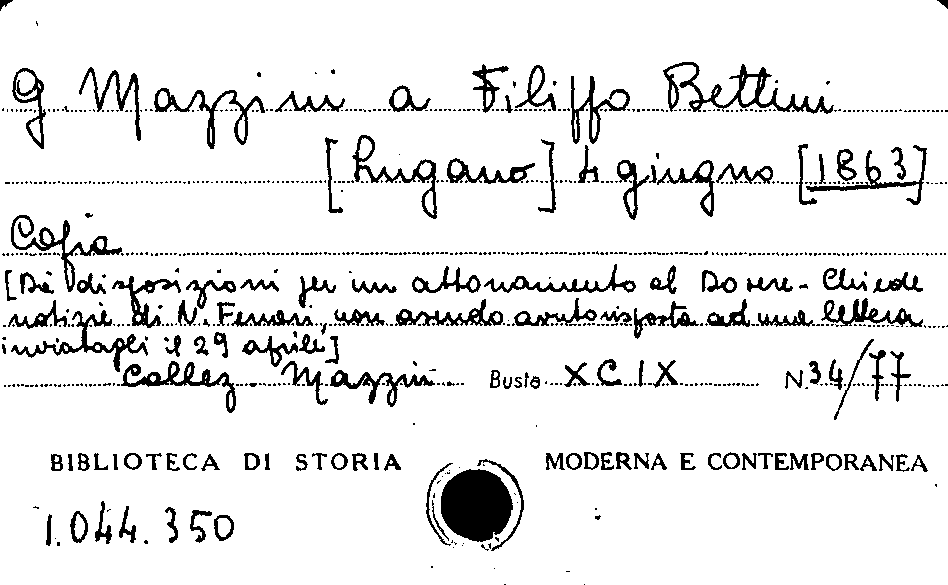 G. Mazzini a Filippo Bettini
[Lugano] 4 giugno [1863]
Copia
[Dà disposizioni per un abbonamento al Dovere - Chiede
notizie di N. Ferrari, non avendo avuto risposta ad una lettera
inviatagli il 29 aprile]
Collez. Mazzini. Busta XCIX N. 34/77
BIBLIOTECA DI STORIA MODERNA E CONTEMPORANEA
1.044.350